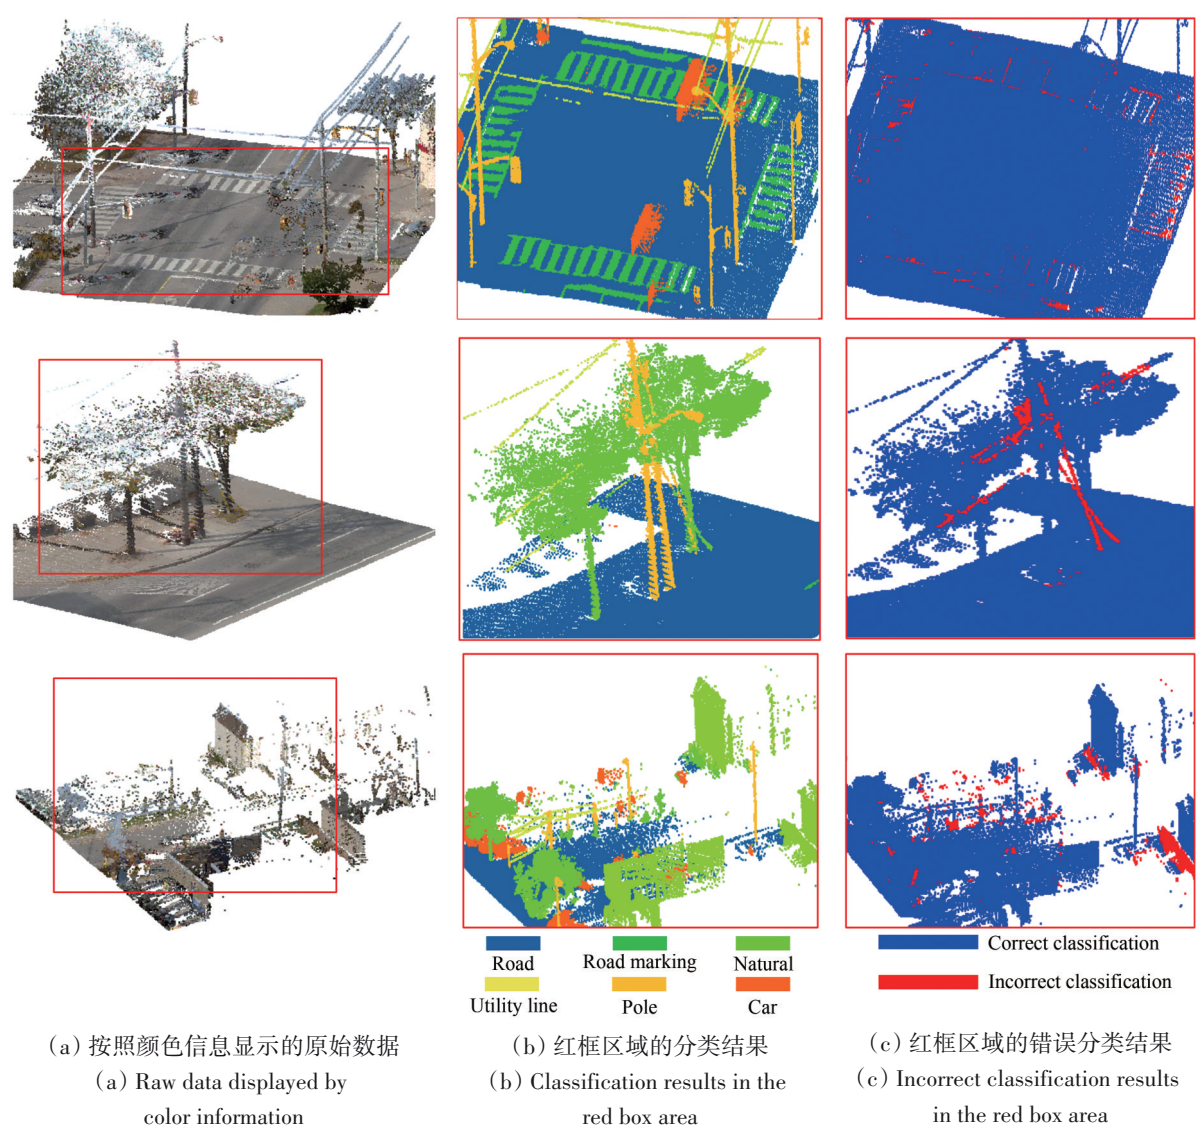 Road
Road marking
Natural
Utility line
Pole
Car
Correct classification
Incorrect classification
(a) 按照颜色信息显示的原始数据
(a) Raw data displayed by
color information
(b) 红框区域的分类结果
(b) Classification results in the
red box area
(c) 红框区域的错误分类结果
(c) Incorrect classification results
in the red box area